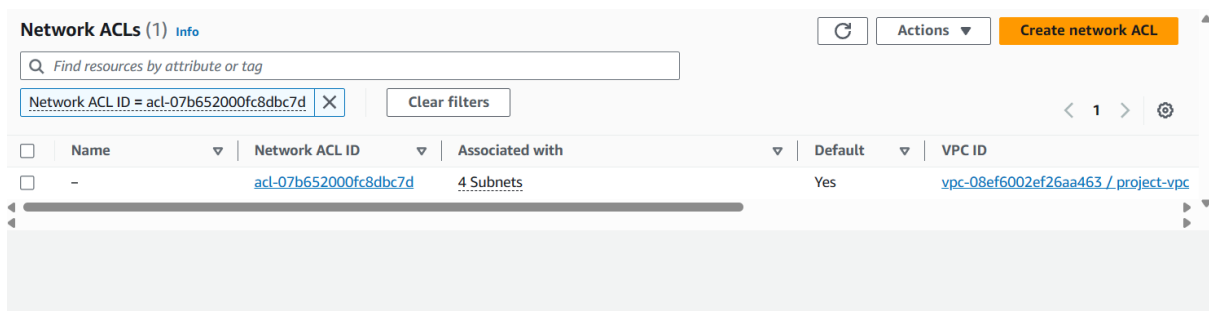 Network ACLs (1) Info
Actions Create network ACL
Find resources by attribute or tag
Network ACL ID = acl-07b652000fc8dbc7d Clear filters
1
Name Network ACL ID Associated with Default VPC ID
– acl-07b652000fc8dbc7d 4 Subnets Yes vpc-08ef6002ef26aa463 / project-vpc